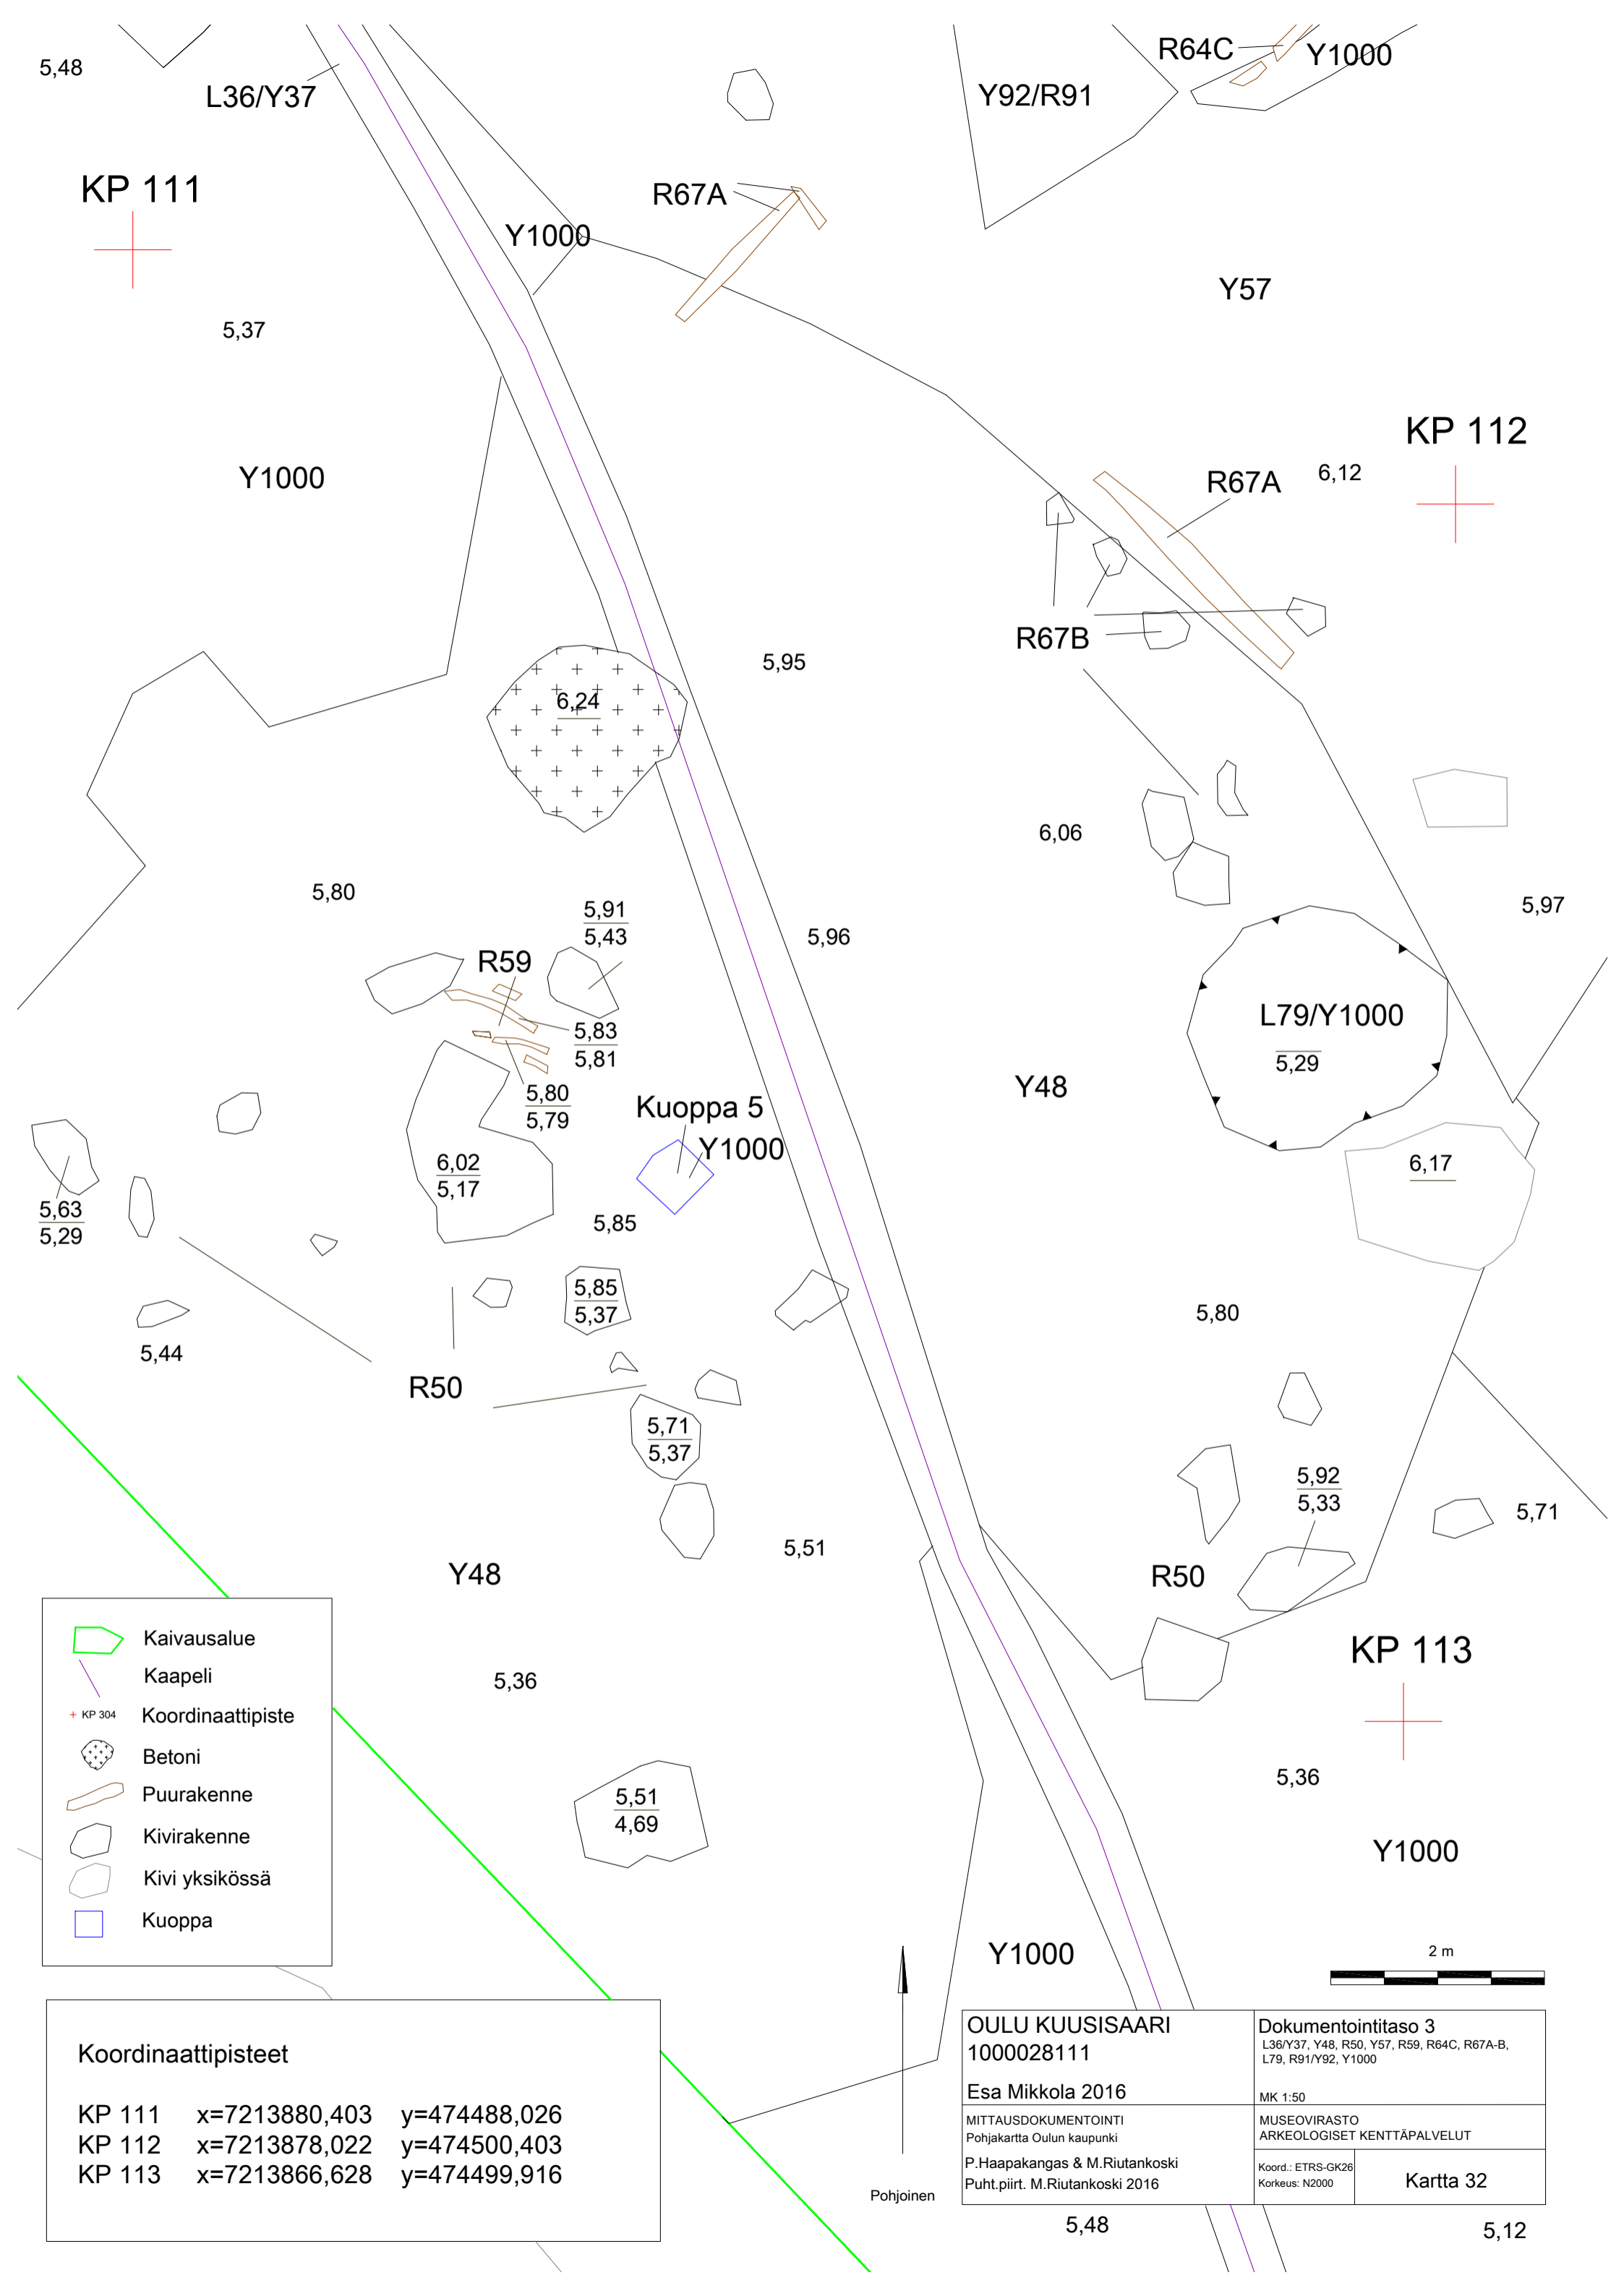 5,48
L36/Y37
R64C
Y1000
Y92/R91
KP 111
R67A
Y1000
Y57
5,37
KP 112
Y1000
R67A
6,12
R67B
5,95
6,24
6,06
5,80
5,91
5,43
5,97
5,96
R59
L79/Y1000
5,29
5,83
5,81
5,80
5,79
Y48
Kuoppa 5
Y1000
6,02
5,17
6,17
5,63
5,29
5,85
5,85
5,37
5,80
5,44
R50
5,71
5,37
5,92
5,33
5,71
5,51
Y48
R50
KP 113
5,36
5,36
5,51
4,69
Y1000
Y1000
Kaivausalue
Kaapeli
KP 304 Koordinaattipiste
Betoni
Puurakenne
Kivirakenne
Kivi yksikössä
Kuoppa
2 m
Koordinaattipisteet
KP 111 x=7213880,403 y=474488,026
KP 112 x=7213878,022 y=474500,403
KP 113 x=7213866,628 y=474499,916
Pohjoinen
OULU KUUSISAARI
1000028111
Esa Mikkola 2016
MITTAUSDOKUMENTOINTI
Pohjakartta Oulun kaupunki
P.Haapakangas & M.Riutankoski
Puht.piirt. M.Riutankoski 2016
Dokumentointitaso 3
L36/Y37, Y48, R50, Y57, R59, R64C, R67A-B,
L79, R91/Y92, Y1000
MK 1:50
MUSEOVIRASTO
ARKEOLOGISET KENTTÄPALVELUT
Koord.: ETRS-GK26
Korkeus: N2000
Kartta 32
5,48
5,12